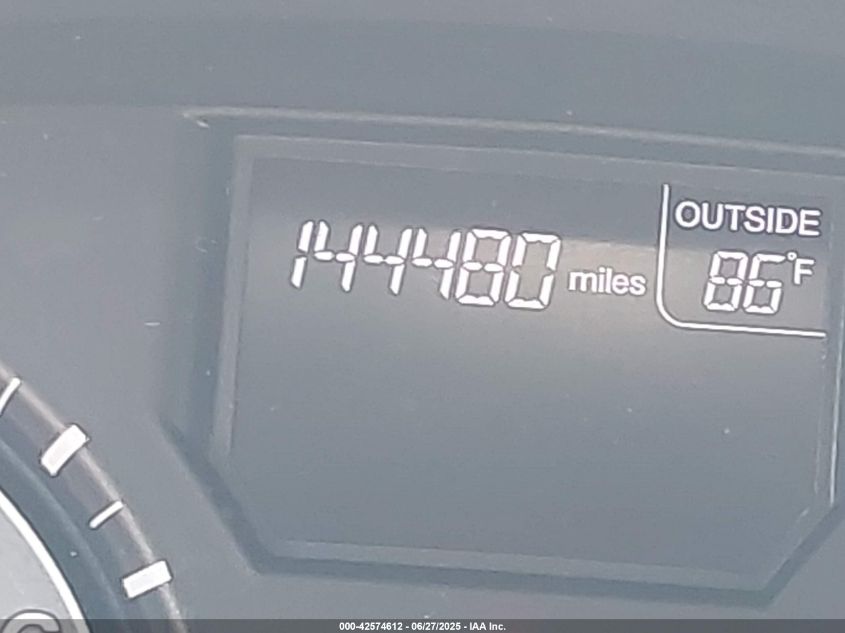 144480 miles
OUTSIDE
86°F
000-42574612 - 06/27/2025 - IAA Inc.